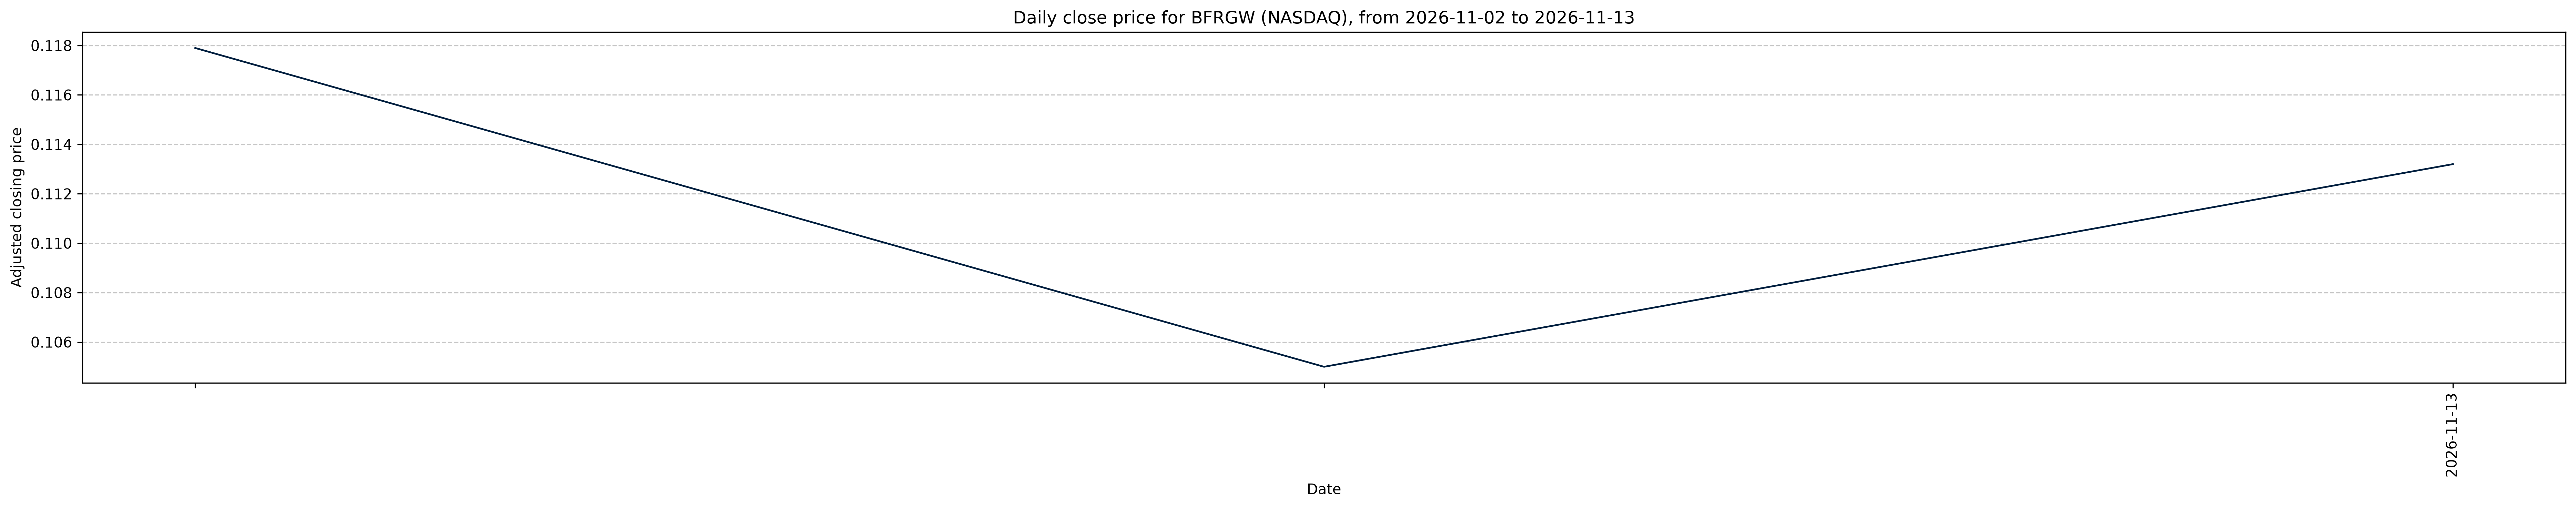 Daily close price for BFRGW (NASDAQ), from 2026-11-02 to 2026-11-13
Adjusted closing price
0.118
0.116
0.114
0.112
0.110
0.108
0.106
2026-11-13
Date